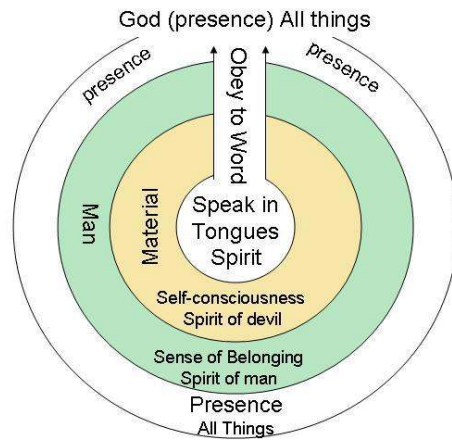 God (presence) All things
presence
presence
Obey to Word
Man
Material
Speak in
Tongues
Spirit
Self-consciousness
Spirit of devil
Sense of Belonging
Spirit of man
Presence
All Things